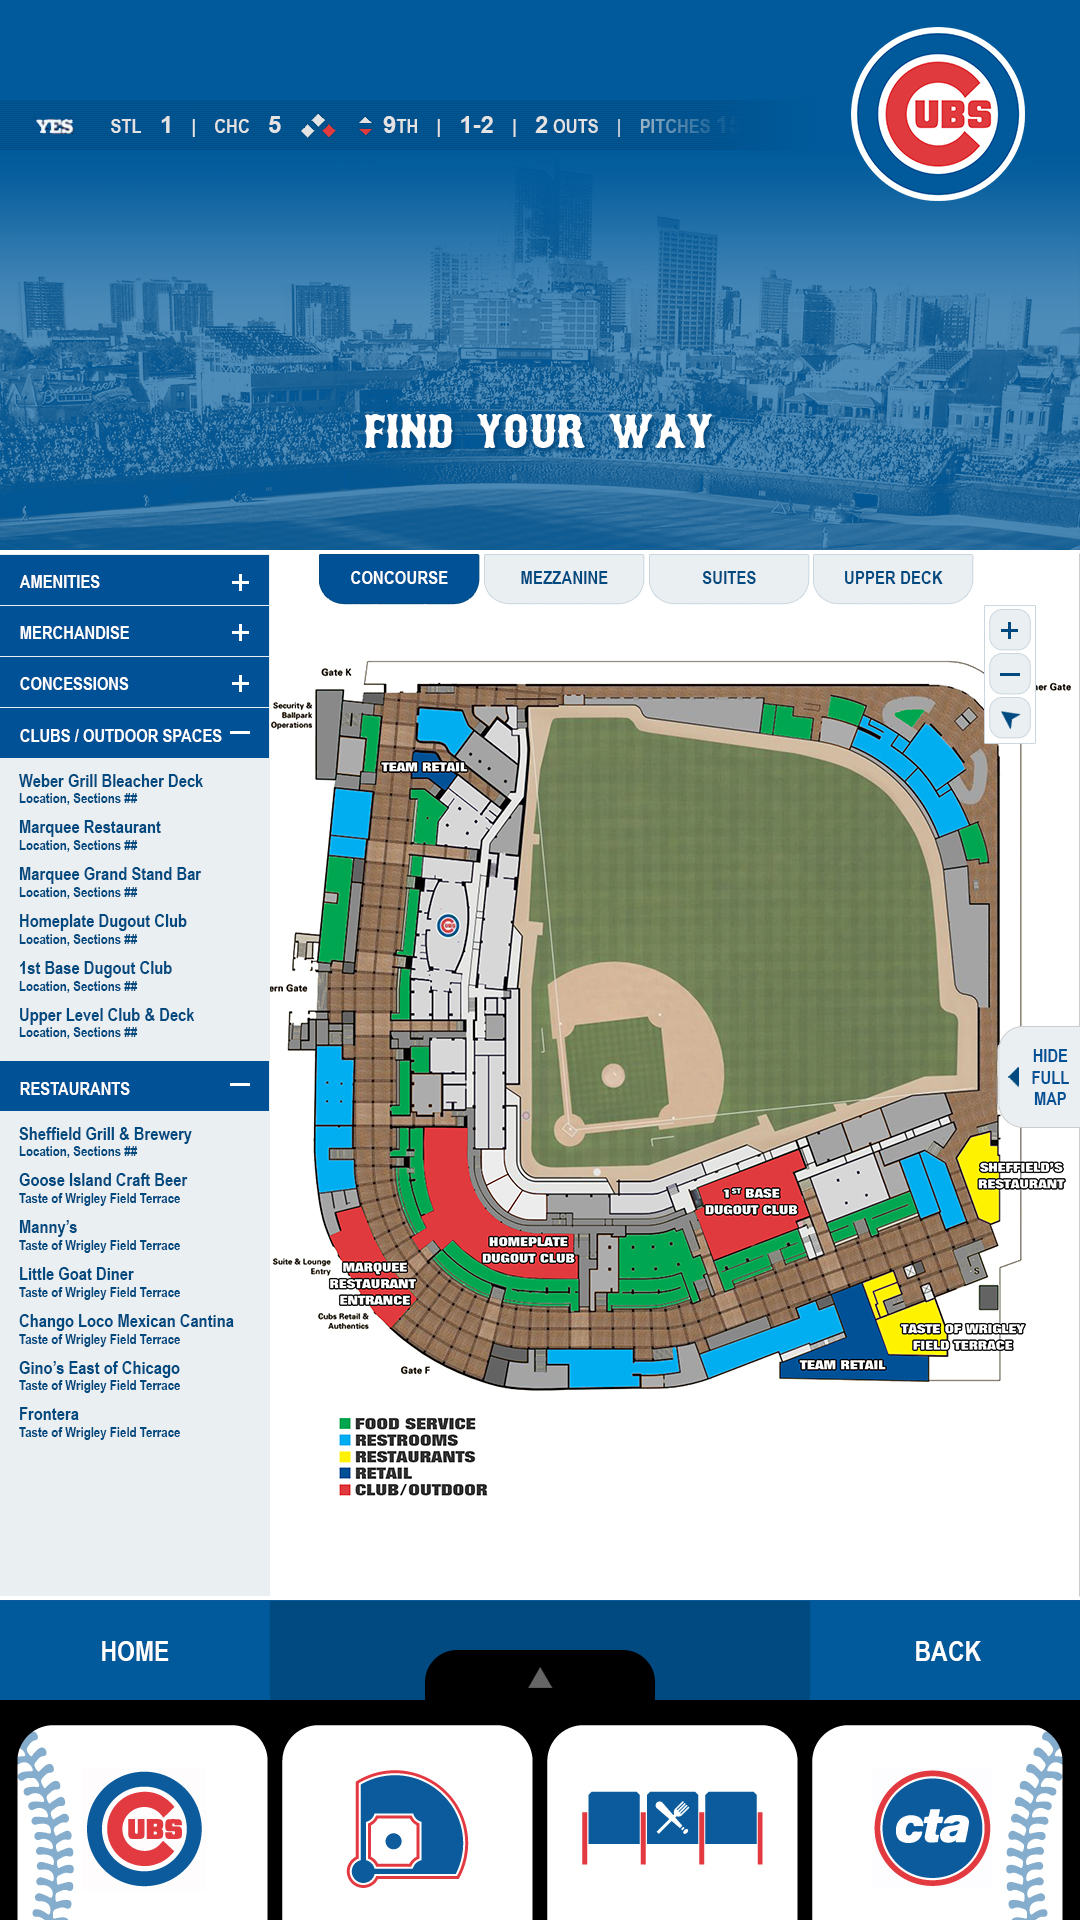 YES STL 1 | CHC 5 9TH | 1-2 | 2 OUTS | PITCHES
CUBS
FIND YOUR WAY
AMENITIES
MERCHANDISE
CONCESSIONS
CLUBS / OUTDOOR SPACES
Weber Grill Bleacher Deck
Location, Sections ##
Marquee Restaurant
Location, Sections ##
Marquee Grand Stand Bar
Location, Sections ##
Homeplate Dugout Club
Location, Sections ##
1st Base Dugout Club
Location, Sections ##
Upper Level Club & Deck
Location, Sections ##
RESTAURANTS
Sheffield Grill & Brewery
Location, Sections ##
Goose Island Craft Beer
Taste of Wrigley Field Terrace
Manny's
Taste of Wrigley Field Terrace
Little Goat Diner
Taste of Wrigley Field Terrace
Chango Loco Mexican Cantina
Taste of Wrigley Field Terrace
Gino's East of Chicago
Taste of Wrigley Field Terrace
Frontera
Taste of Wrigley Field Terrace
CONCOURSE
MEZZANINE
SUITES
UPPER DECK
Gate K
ner Gate
Security &
Ballpark
Operations
TEAM RETAIL
CUBS
ern Gate
HIDE
FULL
MAP
SHEFFIELD'S
RESTAURANT
1ST BASE
DUGOUT CLUB
HOMEPLATE
DUGOUT CLUB
Suite & Lounge
Entry
MARQUEE
RESTAURANT
ENTRANCE
Cubs Retail &
Authentics
TASTE OF WRIGLEY
FIELD TERRACE
TEAM RETAIL
Gate F
FOOD SERVICE
RESTROOMS
RESTAURANTS
RETAIL
CLUB/OUTDOOR
HOME
BACK
CUBS
cta